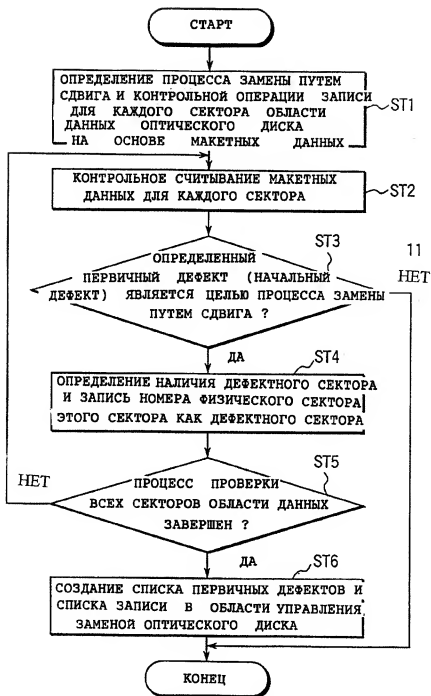 СТАРТ
ОПРЕДЕЛЕНИЕ ПРОЦЕССА ЗАМЕНЫ ПУТЕМ
СДВИГА И КОНТРОЛЬНОЙ ОПЕРАЦИИ ЗАПИСИ
ДЛЯ КАЖДОГО СЕКТОРА ОБЛАСТИ
ДАННЫХ ОПТИЧЕСКОГО ДИСКА
НА ОСНОВЕ МАКЕТНЫХ ДАННЫХ
ST1
КОНТРОЛЬНОЕ СЧИТЫВАНИЕ МАКЕТНЫХ
ДАННЫХ ДЛЯ КАЖДОГО СЕКТОРА
ST2
ST3
11
ОПРЕДЕЛЕННЫЙ
ПЕРВИЧНЫЙ ДЕФЕКТ (НАЧАЛЬНЫЙ
ДЕФЕКТ) ЯВЛЯЕТСЯ ЦЕЛЬЮ ПРОЦЕССА ЗАМЕНЫ
ПУТЕМ СДВИГА ?
НЕТ
ДА
ST4
ОПРЕДЕЛЕНИЕ НАЛИЧИЯ ДЕФЕКТНОГО СЕКТОРА
И ЗАПИСЬ НОМЕРА ФИЗИЧЕСКОГО СЕКТОРА
ЭТОГО СЕКТОРА КАК ДЕФЕКТНОГО СЕКТОРА
ST5
НЕТ
ПРОЦЕСС ПРОВЕРКИ
ВСЕХ СЕКТОРОВ ОБЛАСТИ ДАННЫХ
ЗАВЕРШЕН ?
ДА
ST6
СОЗДАНИЕ СПИСКА ПЕРВИЧНЫХ ДЕФЕКТОВ И
СПИСКА ЗАПИСИ В ОБЛАСТИ УПРАВЛЕНИЯ
ЗАМЕНОЙ ОПТИЧЕСКОГО ДИСКА
КОНЕЦ